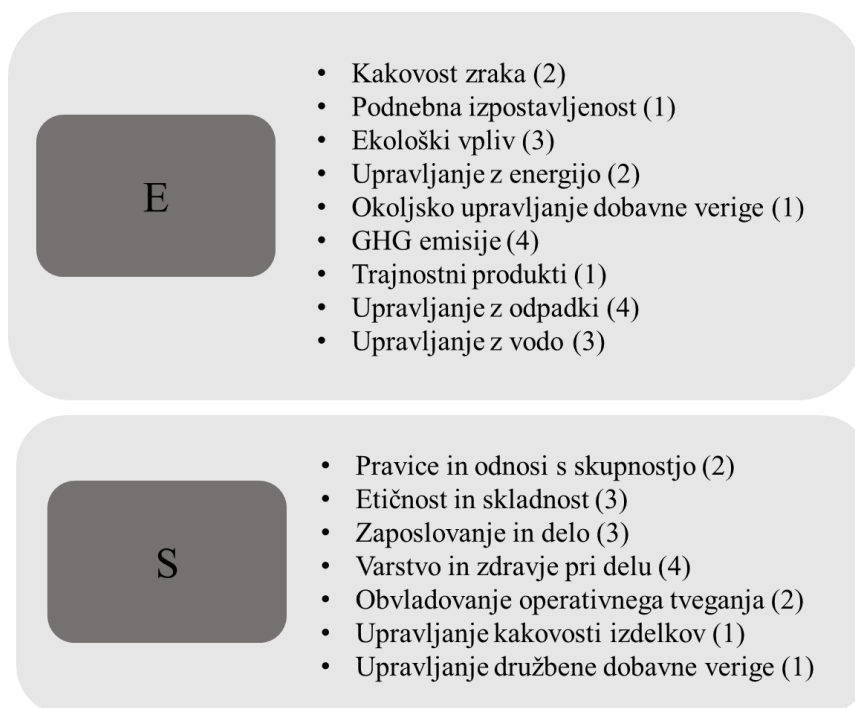 E
• Kakovost zraka (2)
• Podnebna izpostavljenost (1)
• Ekološki vpliv (3)
• Upravljanje z energijo (2)
• Okoljsko upravljanje dobavne verige (1)
• GHG emisije (4)
• Trajnostni produkti (1)
• Upravljanje z odpadki (4)
• Upravljanje z vodo (3)
S
• Pravice in odnosi s skupnostjo (2)
• Etičnost in skladnost (3)
• Zaposlovanje in delo (3)
• Varstvo in zdravje pri delu (4)
• Obvladovanje operativnega tveganja (2)
• Upravljanje kakovosti izdelkov (1)
• Upravljanje družbene dobavne verige (1)